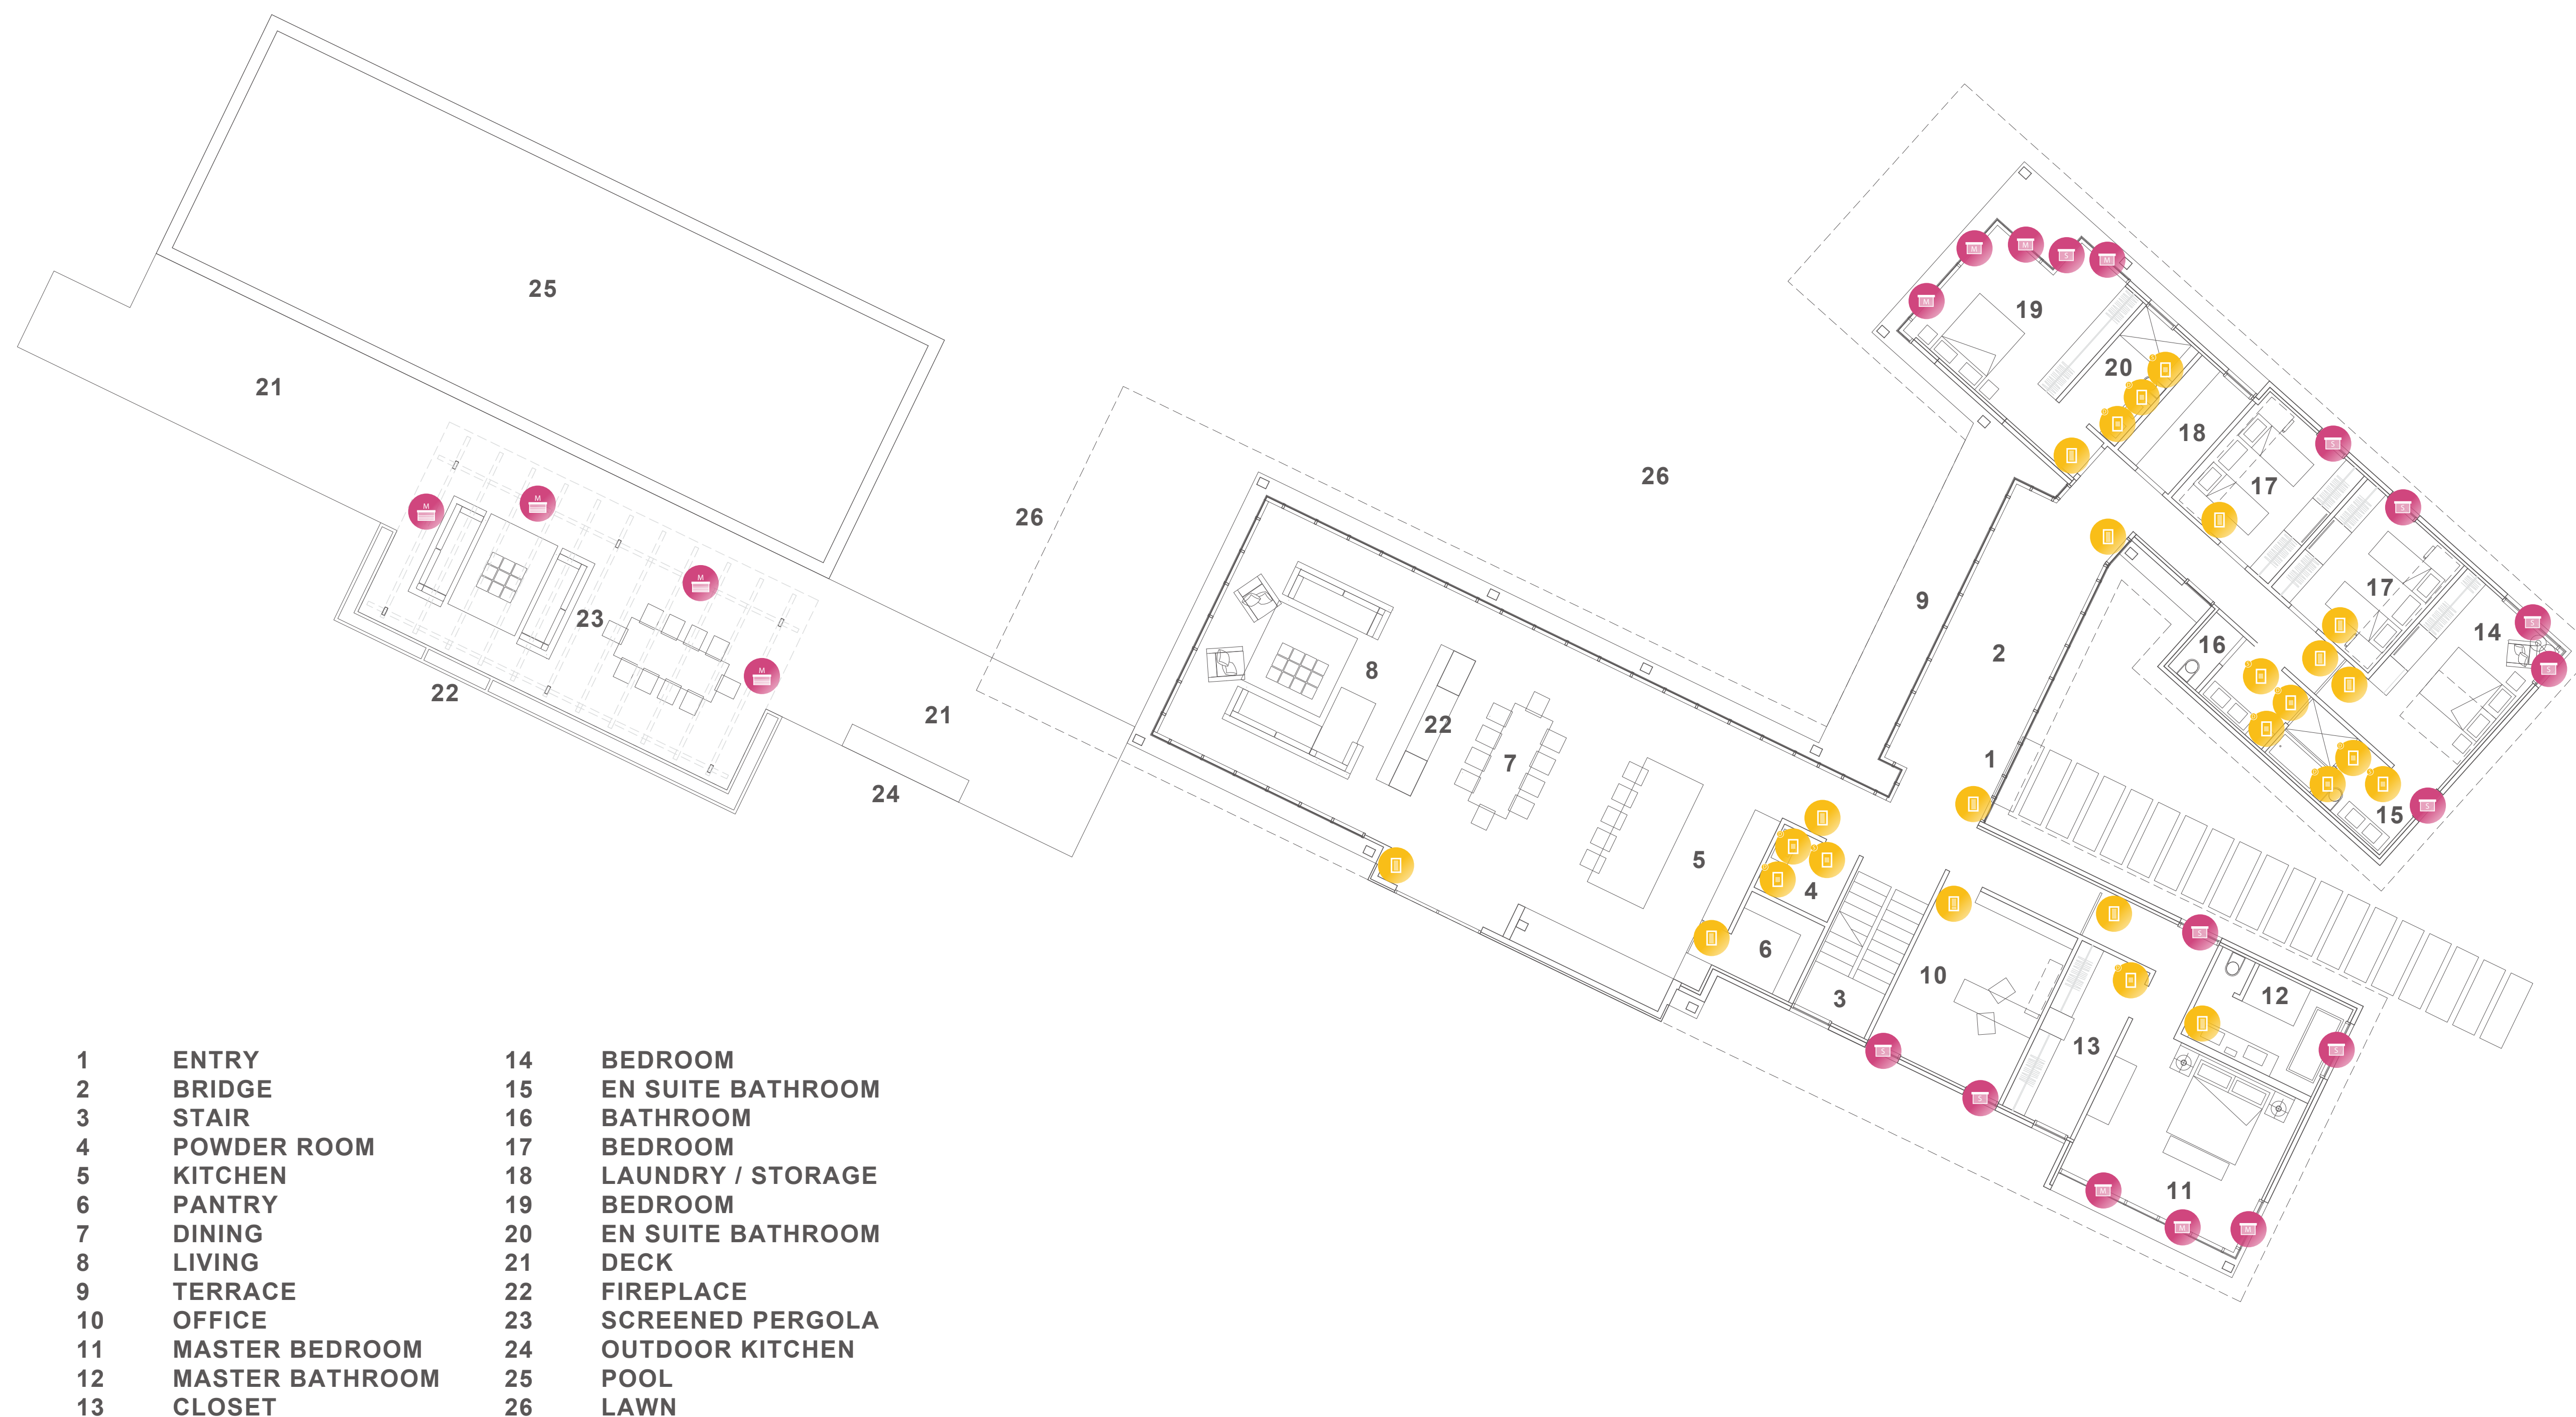 25
19
21
20
18
26
17
26
23
9
17
14
16
2
8
22
21
22
1
7
24
15
5
4
6
10
3
12
13
11
M
M
S
M
M
S
S
S
S
S
M
M
M
M
S
S
S
S
M
M
M
1 ENTRY
2 BRIDGE
3 STAIR
4 POWDER ROOM
5 KITCHEN
6 PANTRY
7 DINING
8 LIVING
9 TERRACE
10 OFFICE
11 MASTER BEDROOM
12 MASTER BATHROOM
13 CLOSET
14 BEDROOM
15 EN SUITE BATHROOM
16 BATHROOM
17 BEDROOM
18 LAUNDRY / STORAGE
19 BEDROOM
20 EN SUITE BATHROOM
21 DECK
22 FIREPLACE
23 SCREENED PERGOLA
24 OUTDOOR KITCHEN
25 POOL
26 LAWN